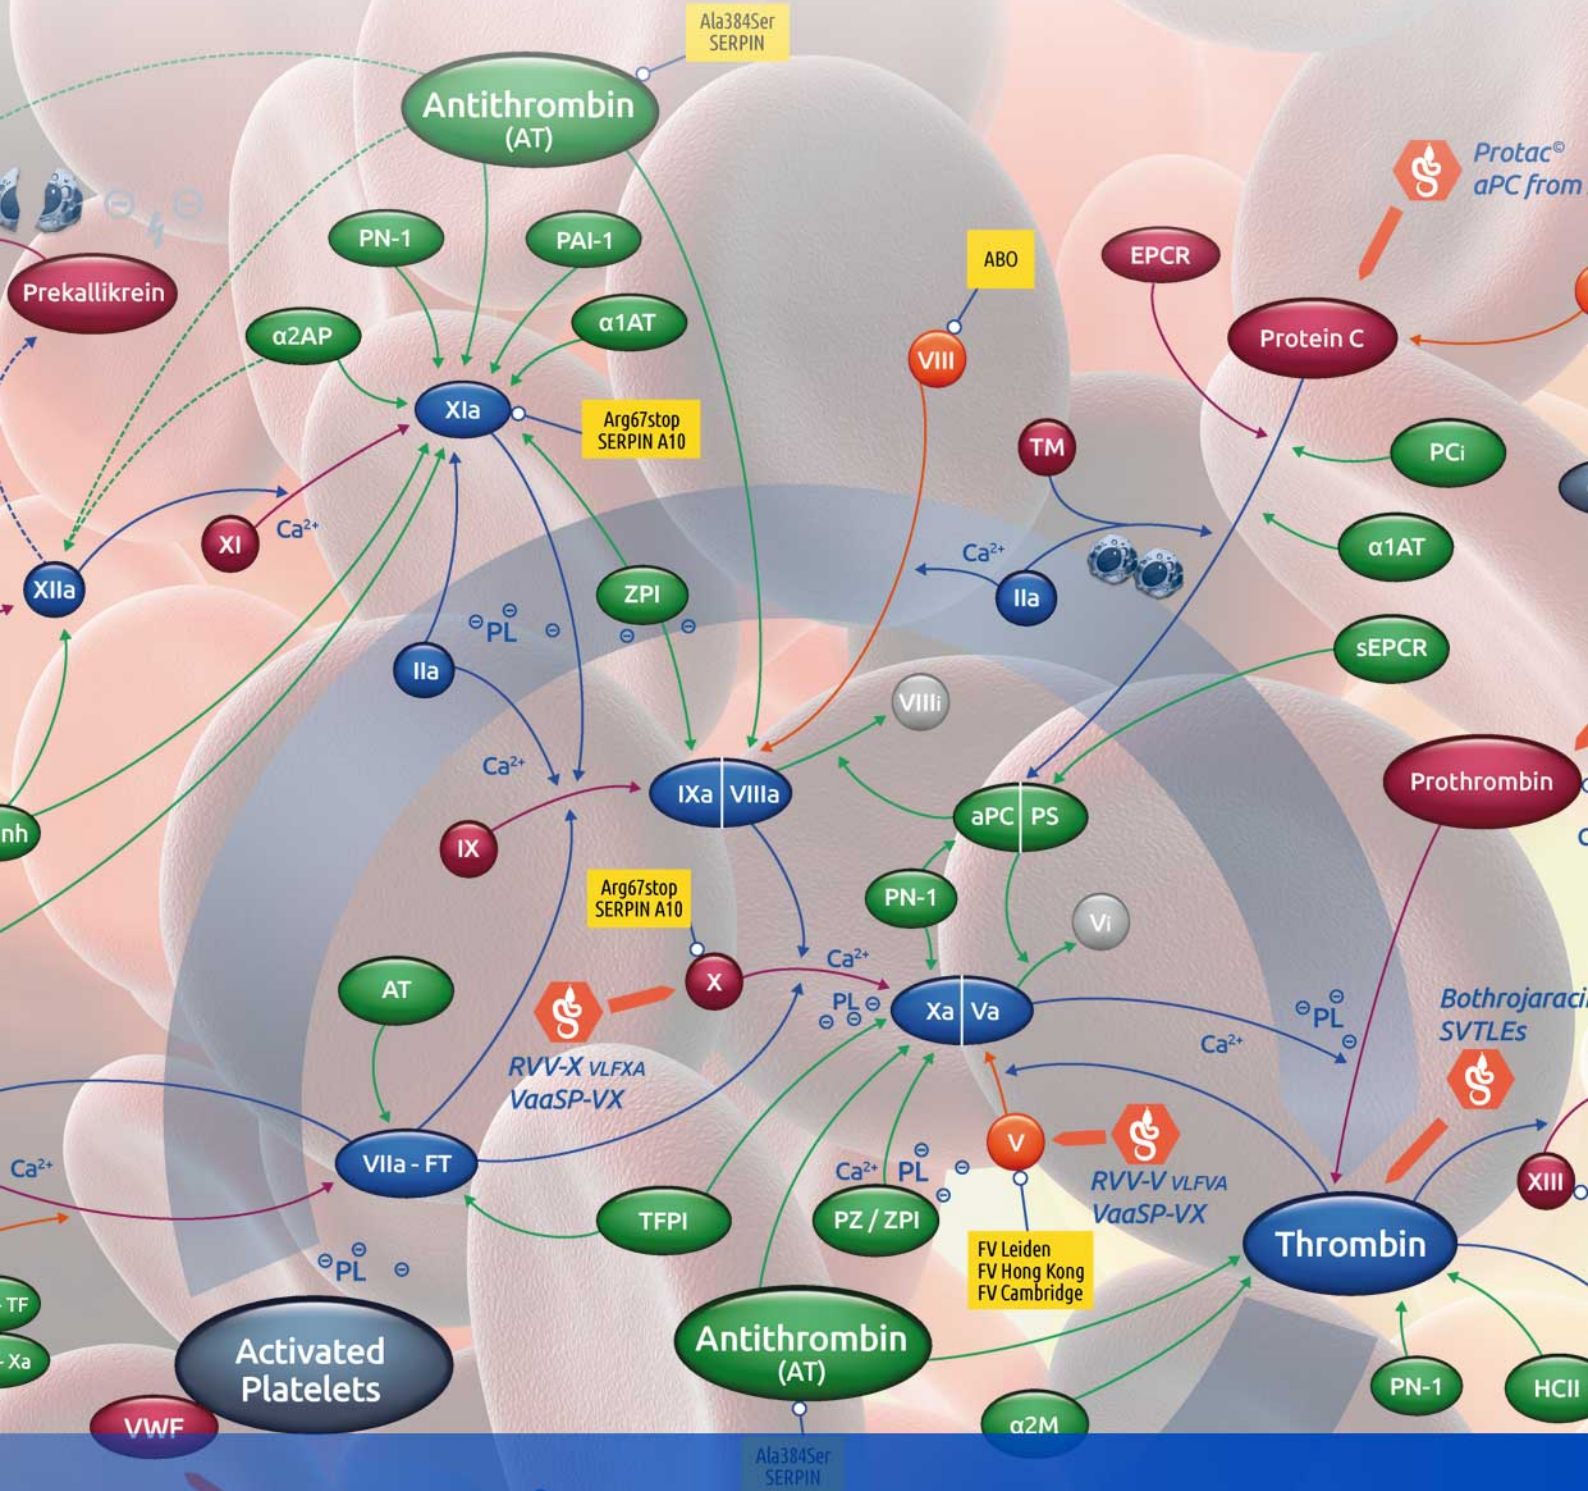 Ala384Ser
SERPIN
Antithrombin
(AT)
Protac©
aPC from
PN-1
PAI-1
ABO
EPCR
Prekallikrein
α2AP
α1AT
VIII
Protein C
XIa
Arg67stop
SERPIN A10
TM
PCi
XI
Ca²⁺
α1AT
Ca²⁺
XIIa
ZPI
IIa
⊖PL⊖ ⊖
⊖ ⊖
sEPCR
IIa
VIIIi
Ca²⁺
IXa
VIIIa
Prothrombin
aPC
PS
nh
IX
Arg67stop
SERPIN A10
PN-1
Vi
AT
X
Ca²⁺
PL ⊖
⊖ ⊖
Xa
Va
⊖PL⊖
⊖
Ca²⁺
SVTLEs
RVV-X VLFXA
VaaSP-VX
V
Ca²⁺
VIIa - FT
Ca²⁺
PL⊖ ⊖
⊖
RVV-V VLFVA
VaaSP-VX
XIII
TFPI
PZ / ZPI
Thrombin
FV Leiden
FV Hong Kong
FV Cambridge
⊖PL⊖ ⊖
- TF
- Xa
Activated
Platelets
Antithrombin
(AT)
PN-1
HCII
VWF
α2M
Ala384Ser
SERPIN